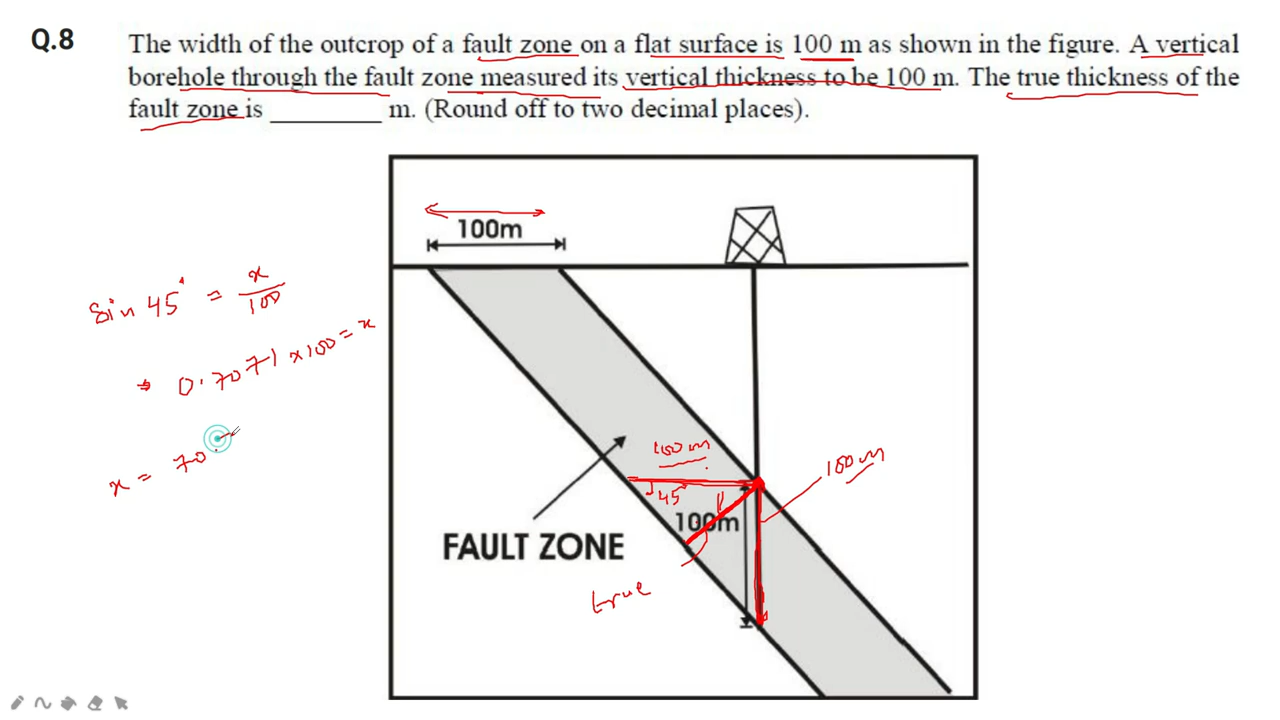 Q.8
The width of the outcrop of a fault zone on a flat surface is 100 m as shown in the figure. A vertical
borehole through the fault zone measured its vertical thickness to be 100 m. The true thickness of the
fault zone is ________ m. (Round off to two decimal places).
100m
Sin 45° = x/100
⇒ 0.7071 x 100 = x
x = 70.
100 m
45°
100 m
100m
FAULT ZONE
true